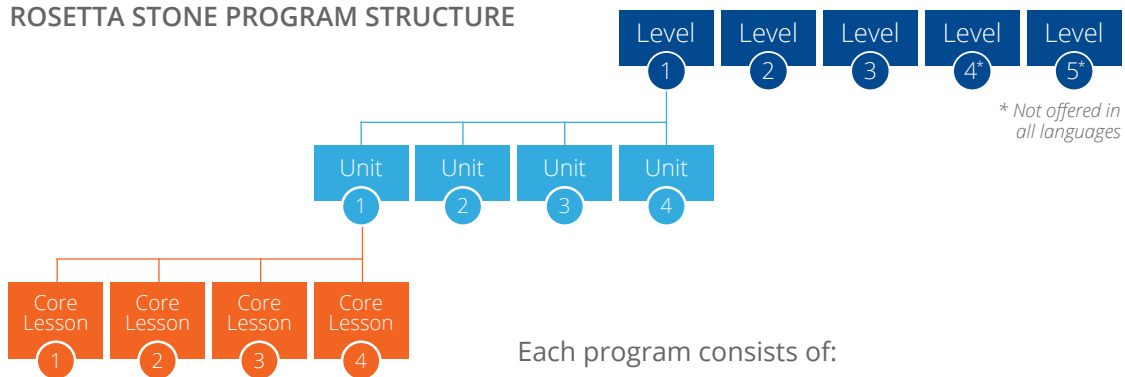 ROSETTA STONE PROGRAM STRUCTURE
Level Level Level Level Level
1 2 3 4* 5*
* Not offered in
all languages
Unit Unit Unit Unit
1 2 3 4
Core Core Core Core
Lesson Lesson Lesson Lesson
1 2 3 4
Each program consists of: